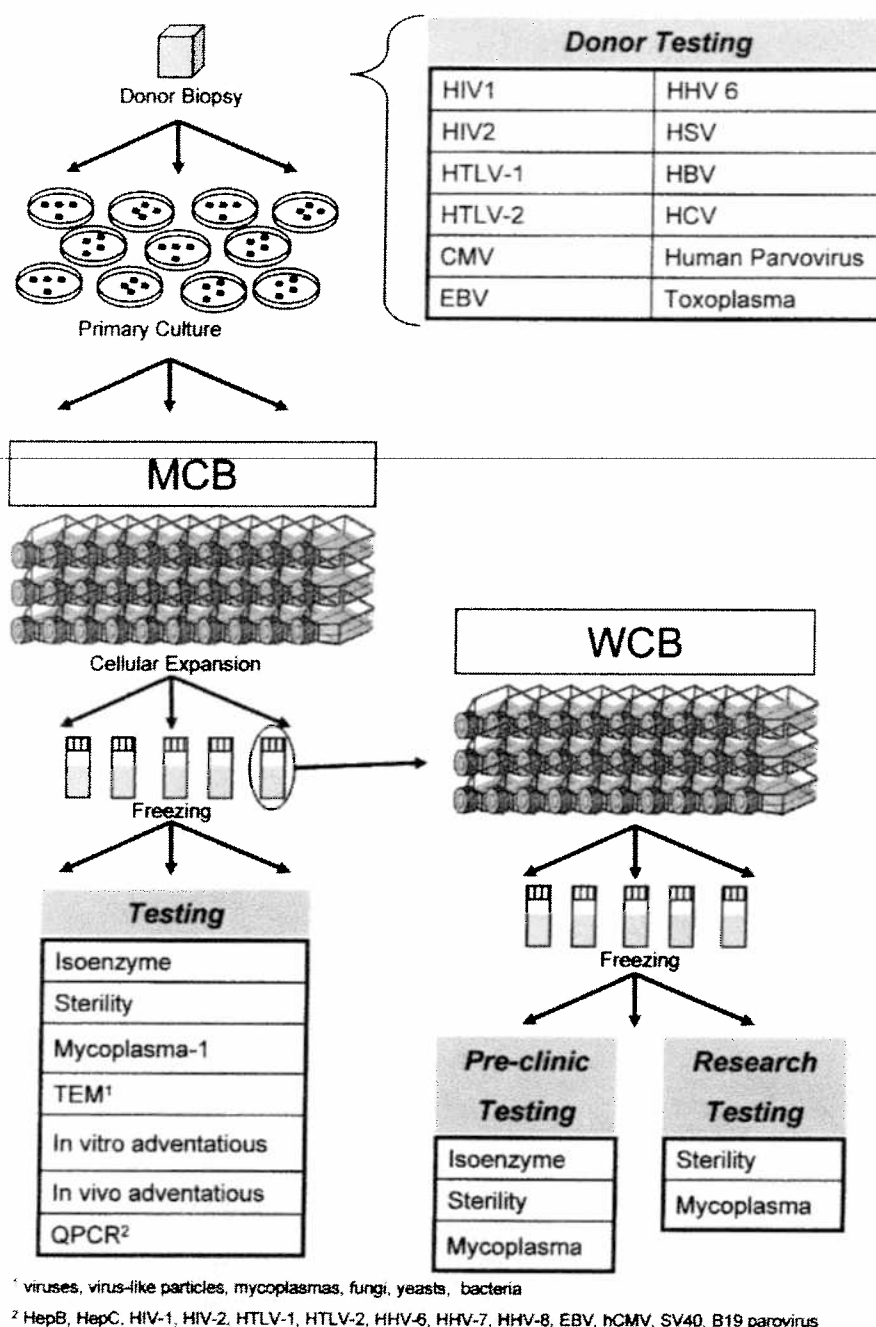 Donor Biopsy
Donor Testing
HIV1 HHV 6
HIV2 HSV
HTLV-1 HBV
HTLV-2 HCV
CMV Human Parvovirus
EBV Toxoplasma
Primary Culture
MCB
Cellular Expansion
Freezing
Testing
Isoenzyme
Sterility
Mycoplasma-1
TEM¹
In vitro adventatious
In vivo adventatious
QPCR²
WCB
Freezing
Pre-clinic
Testing
Isoenzyme
Sterility
Mycoplasma
Research
Testing
Sterility
Mycoplasma
¹ viruses, virus-like particles, mycoplasmas, fungi, yeasts, bacteria
² HepB, HepC, HIV-1, HIV-2, HTLV-1, HTLV-2, HHV-6, HHV-7, HHV-8, EBV, hCMV, SV40, B19 parovirus